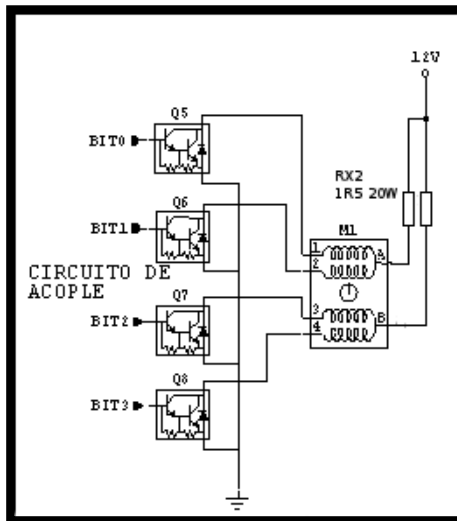 12V
Q5
BIT0
RX2
1R5 20W
Q6
M1
BIT1
1
2
A
CIRCUITO DE
ACOPLE
Q7
3
4
B
BIT2
Q8
BIT3